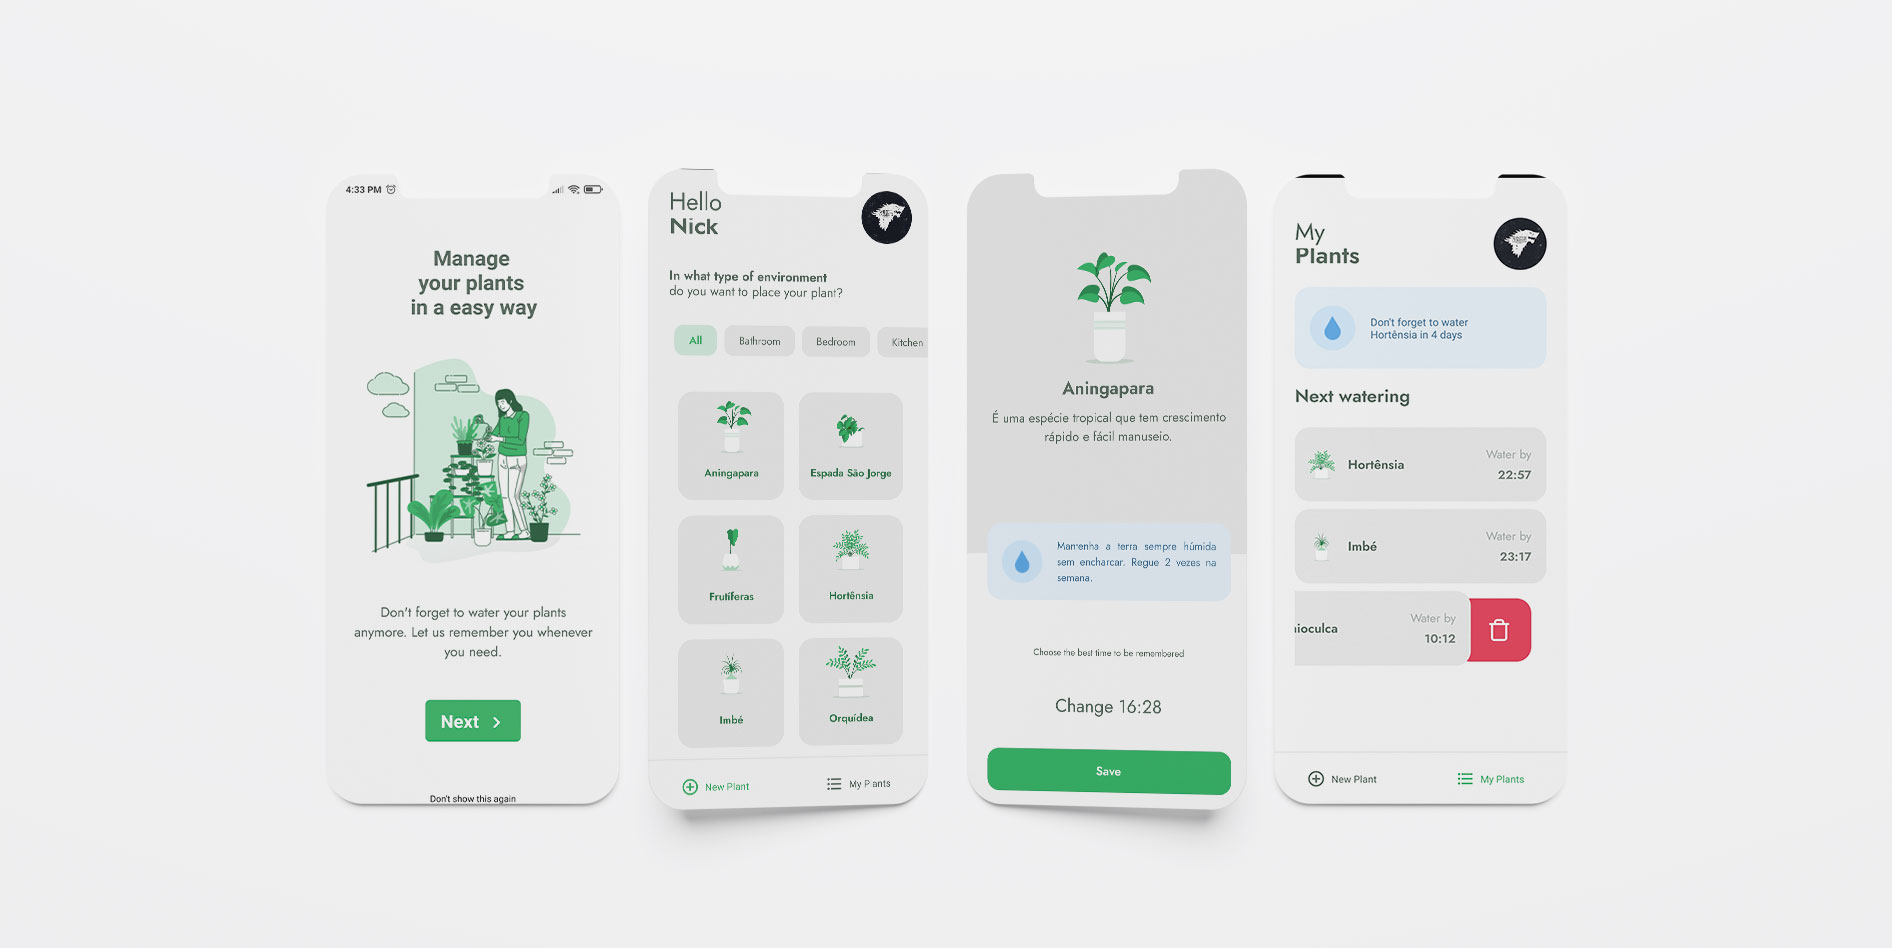 4:33 PM
Manage
your plants
in a easy way
Don't forget to water your plants
anymore. Let us remember you whenever
you need.
Next
Don't show this again
Hello
Nick
In what type of environment
do you want to place your plant?
All
Bathroom
Bedroom
Kitchen
Aningapara
Espada São Jorge
Frutíferas
Hortênsia
Imbé
Orquídea
New Plant
My Plants
Aningapara
É uma espécie tropical que tem crescimento
rápido e fácil manuseio.
Mantenha a terra sempre húmida
sem encharcar. Regue 2 vezes na
semana.
Choose the best time to be remembered
Change 16:28
Save
My
Plants
Don't forget to water
Hortênsia in 4 days
Next watering
Hortênsia
Water by
22:57
Imbé
Water by
23:17
ioculca
Water by
10:12
New Plant
My Plants